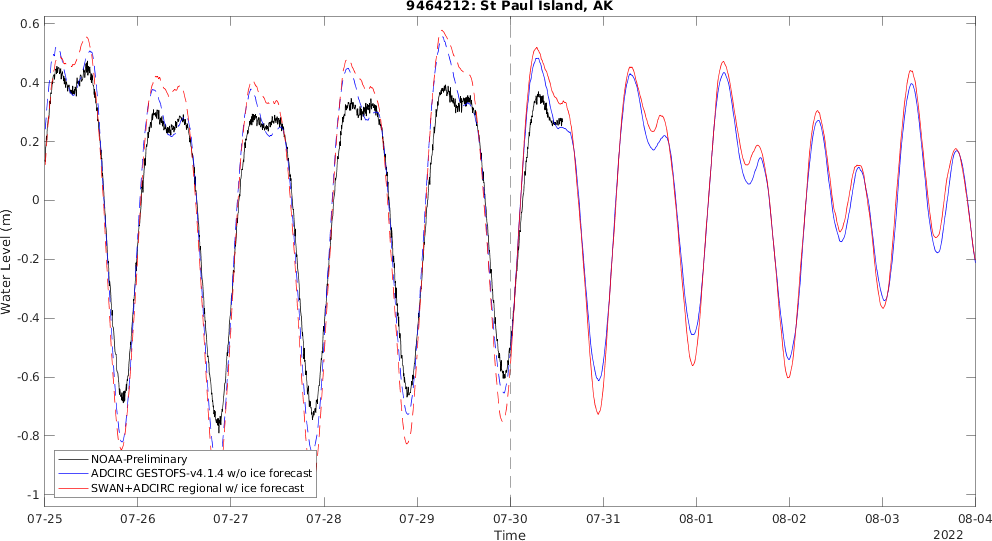 9464212: St Paul Island, AK
0.6
0.4
0.2
0
-0.2
-0.4
-0.6
-0.8
-1
Water Level (m)
NOAA-Preliminary
ADCIRC GESTOFS-v4.1.4 w/o ice forecast
SWAN+ADCIRC regional w/ ice forecast
07-25 07-26 07-27 07-28 07-29 07-30 07-31 08-01 08-02 08-03 08-04
Time
2022